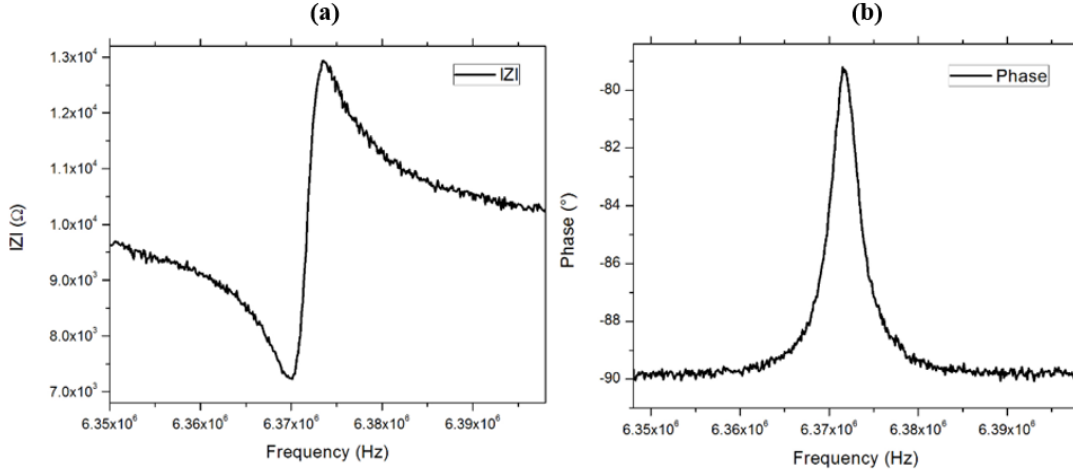 (a)
(b)
1.3x10⁴
1.2x10⁴
1.1x10⁴
1.0x10⁴
9.0x10³
8.0x10³
7.0x10³
|Z| (Ω)
|Z|
6.35x10⁶ 6.36x10⁶ 6.37x10⁶ 6.38x10⁶ 6.39x10⁶
Frequency (Hz)
-80
-82
-84
-86
-88
-90
Phase (°)
Phase
6.35x10⁶ 6.36x10⁶ 6.37x10⁶ 6.38x10⁶ 6.39x10⁶
Frequency (Hz)